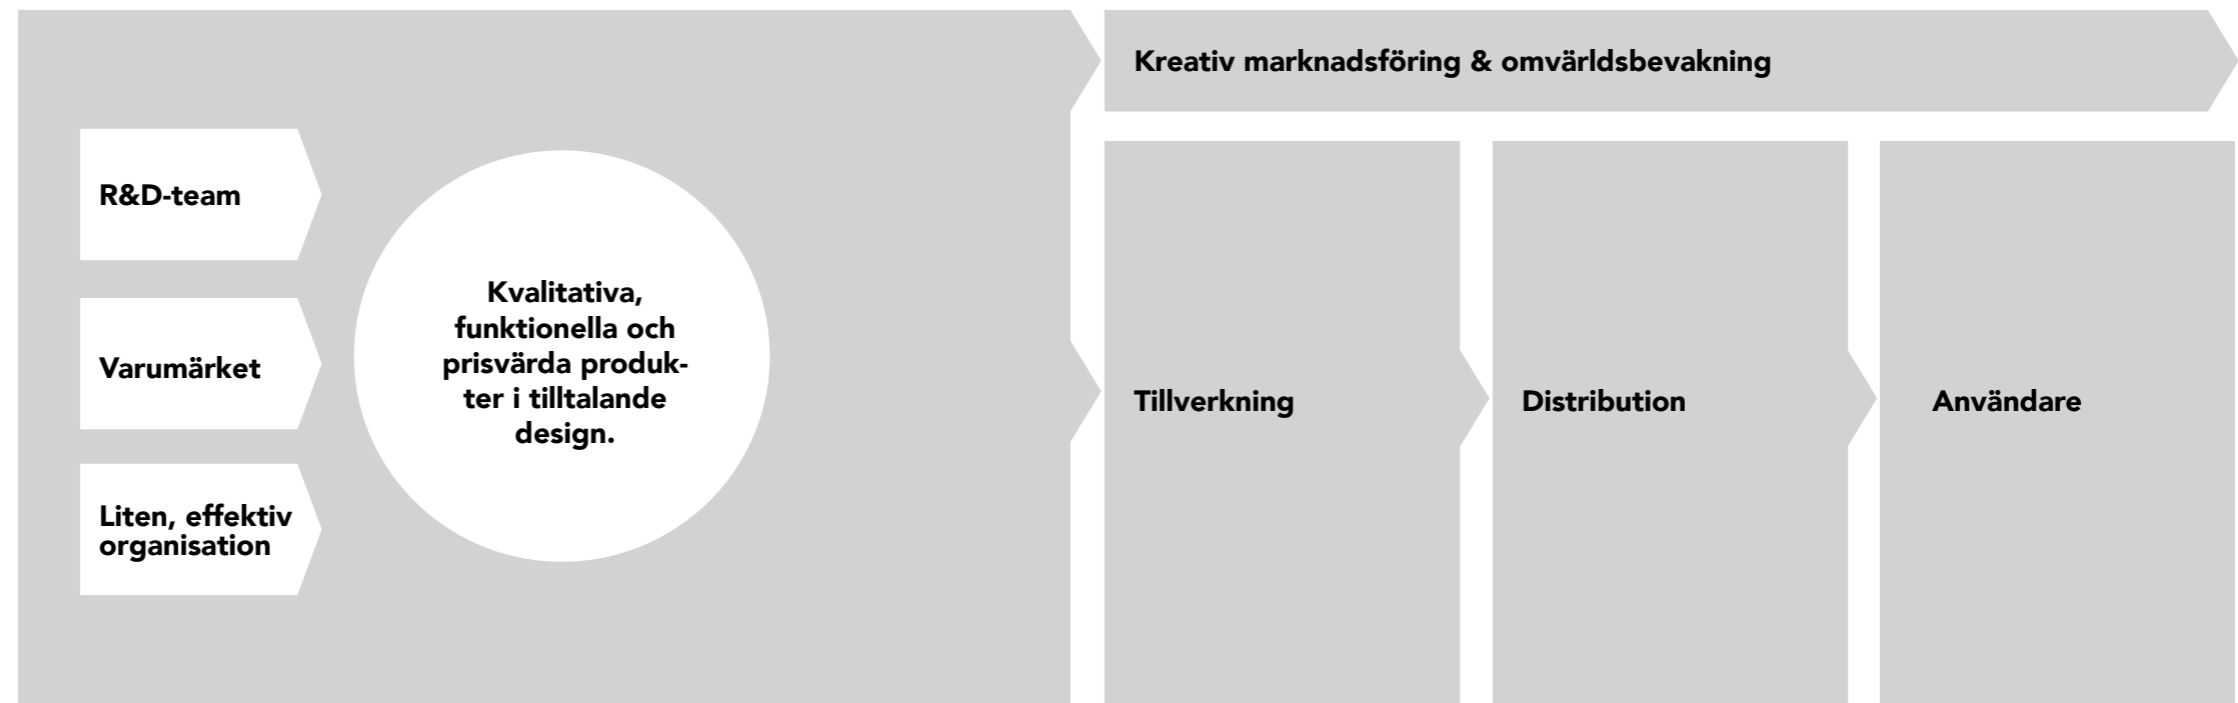 Kreativ marknadsföring & omvärldsbevakning
R&D-team
Varumärket
Liten, effektiv
organisation
Kvalitativa,
funktionella och
prisvärda produk-
ter i tilltalande
design.
Tillverkning
Distribution
Användare